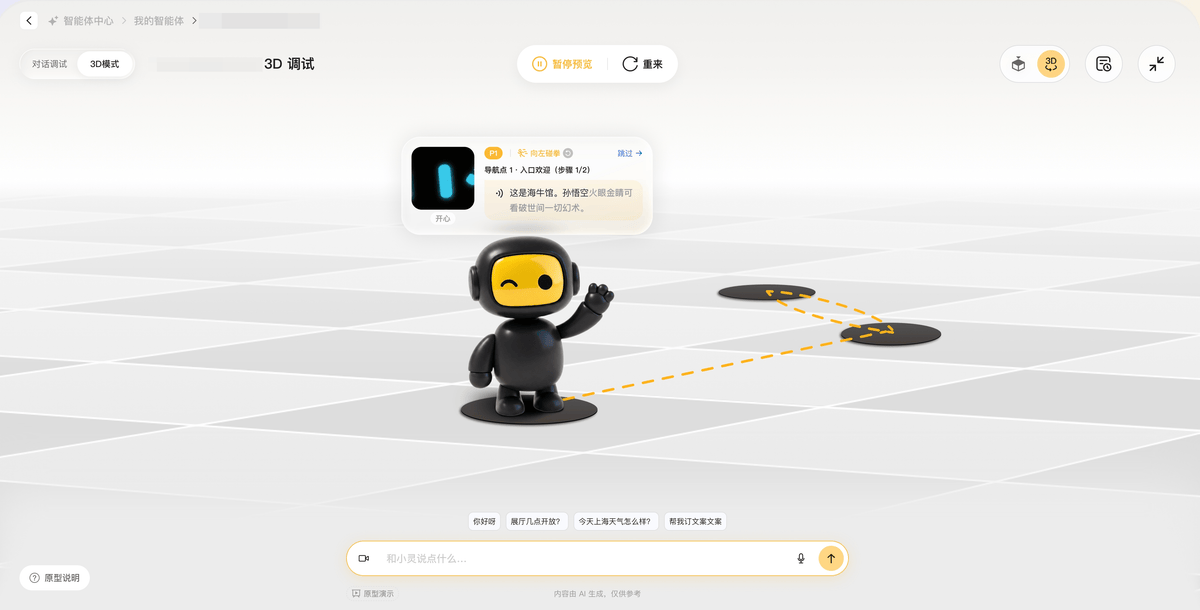 智能体中心
我的智能体
对话调试
3D模式
3D 调试
暂停预览
重来
3D
P1
向左碰拳
跳过
导航点 1 · 入口欢迎（步骤 1/2）
这是海牛馆。孙悟空火眼金睛可
看破世间一切幻术。
开心
你好呀
展厅几点开放？
今天上海天气怎么样？
帮我订文案文案
和小灵说点什么...
原型说明
原型演示
内容由 AI 生成、仅供参考